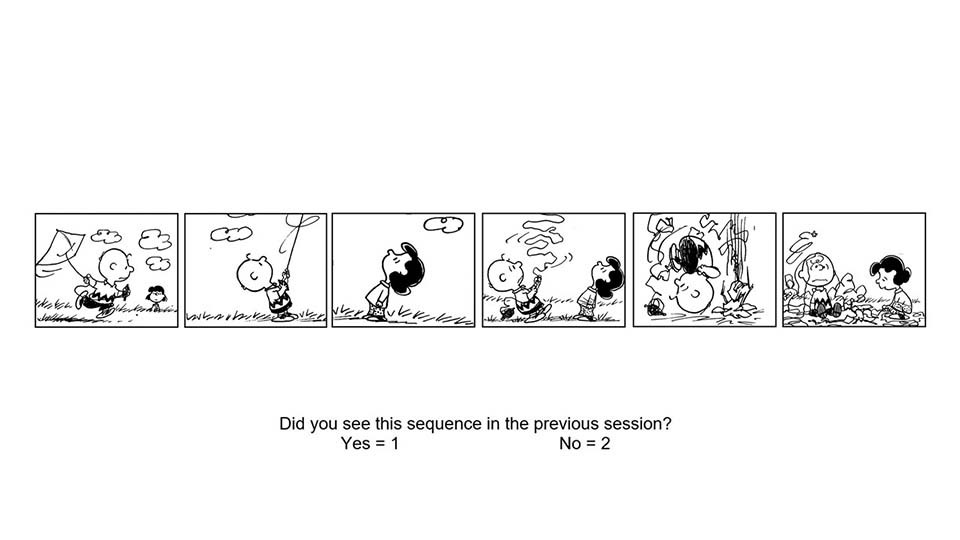 Did you see this sequence in the previous session?
Yes = 1 No = 2